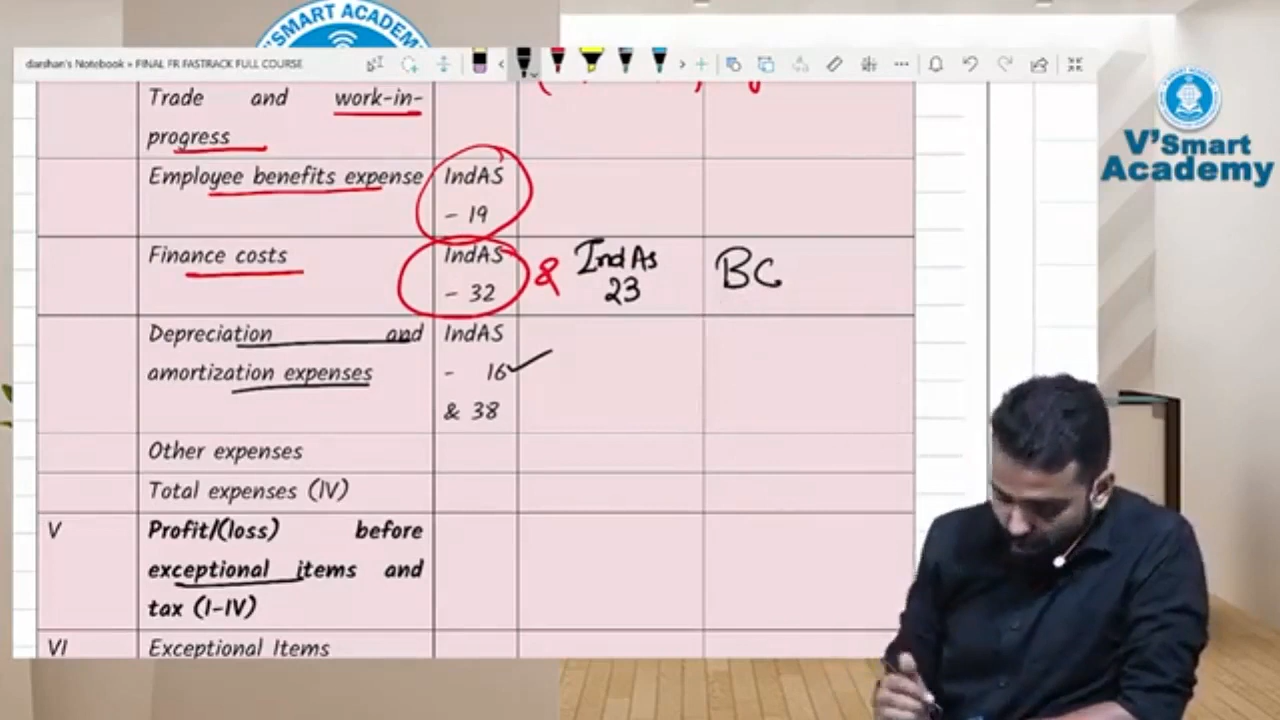 V'SMART ACADEMY
darshan's Notebook » FINAL FR FASTRACK FULL COURSE
V'Smart
Academy
Trade and work-in-
progress
Employee benefits expense IndAS
- 19
Finance costs IndAS & IndAs BC
- 32 23
Depreciation and IndAS
amortization expenses - 16
& 38
Other expenses
Total expenses (IV)
V Profit/(loss) before
exceptional items and
tax (I-IV)
VI Exceptional Items